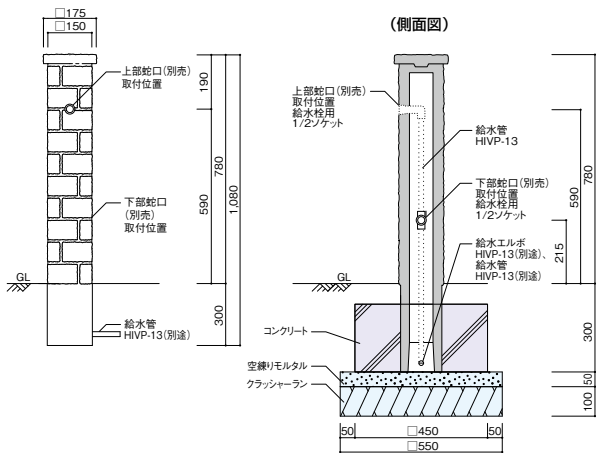 □175
□150
上部蛇口(別売)
取付位置
190
780
590
1,080
下部蛇口
(別売)
取付位置
GL
300
給水管
HIVP-13(別途)
(側面図)
上部蛇口(別売)
取付位置
給水栓用
1/2ソケット
給水管
HIVP-13
下部蛇口(別売)
取付位置
給水栓用
1/2ソケット
給水エルボ
HIVP-13(別途)、
給水管
HIVP-13(別途)
780
590
215
GL
コンクリート
空練りモルタル
クラッシャーラン
300
50
100
50
□450
50
□550